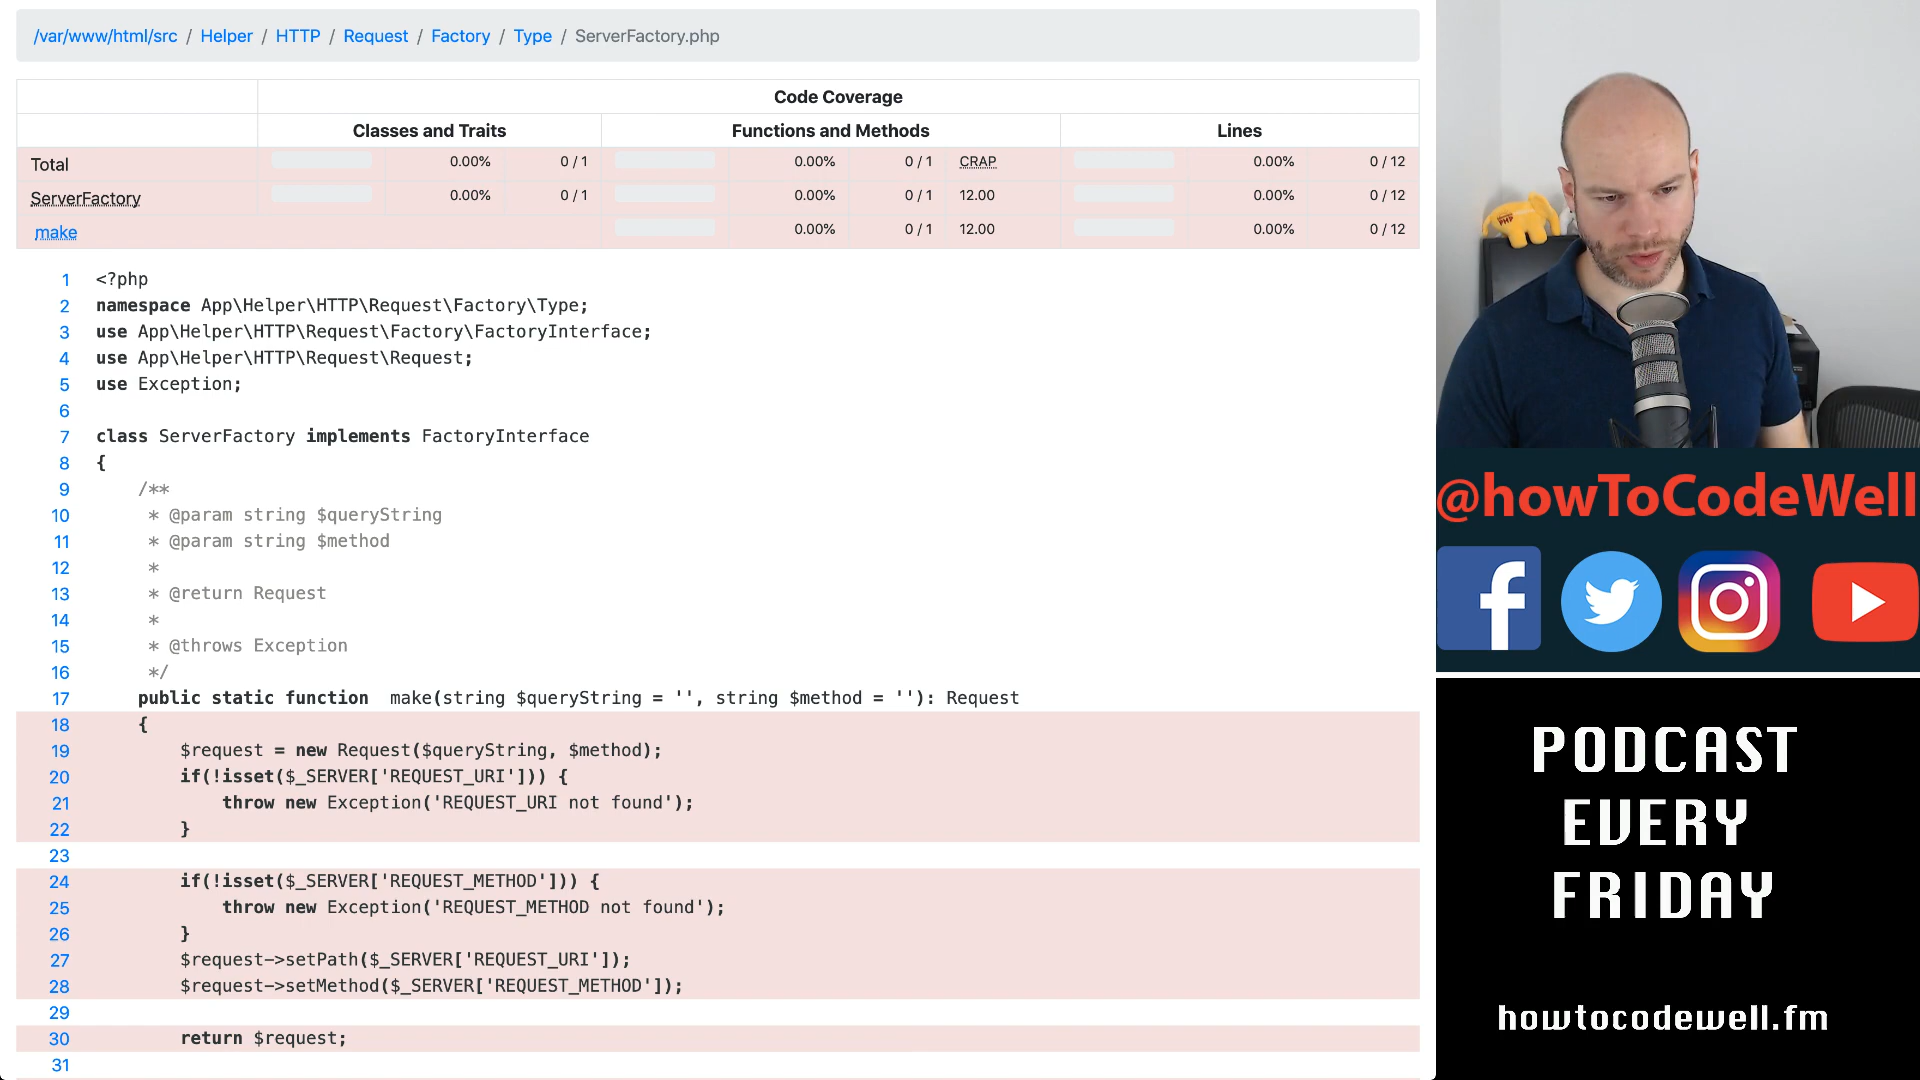 /var/www/html/src / Helper / HTTP / Request / Factory / Type / ServerFactory.php
Code Coverage
Classes and Traits Functions and Methods Lines
Total 0.00% 0 / 1 0.00% 0 / 1 CRAP 0.00% 0 / 12
ServerFactory 0.00% 0 / 1 0.00% 0 / 1 12.00 0.00% 0 / 12
make 0.00% 0 / 1 12.00 0.00% 0 / 12
1 <?php
2 namespace App\Helper\HTTP\Request\Factory\Type;
3 use App\Helper\HTTP\Request\Factory\FactoryInterface;
4 use App\Helper\HTTP\Request\Request;
5 use Exception;
6
7 class ServerFactory implements FactoryInterface
8 {
9     /**
10      * @param string $queryString
11      * @param string $method
12      *
13      * @return Request
14      *
15      * @throws Exception
16      */
17     public static function  make(string $queryString = '', string $method = ''): Request
18     {
19         $request = new Request($queryString, $method);
20         if(!isset($_SERVER['REQUEST_URI'])) {
21             throw new Exception('REQUEST_URI not found');
22         }
23
24         if(!isset($_SERVER['REQUEST_METHOD'])) {
25             throw new Exception('REQUEST_METHOD not found');
26         }
27         $request->setPath($_SERVER['REQUEST_URI']);
28         $request->setMethod($_SERVER['REQUEST_METHOD']);
29
30         return $request;
31
@howToCodeWell
PODCAST
EVERY
FRIDAY
howtocodewell.fm